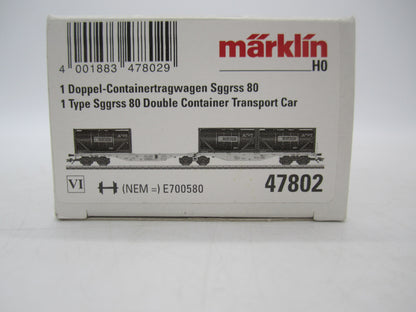 märklin
H0
4 001883 478029
1 Doppel-Containertragwagen Sggrss 80
1 Type Sggrss 80 Double Container Transport Car
VI (NEM =) E700580
47802